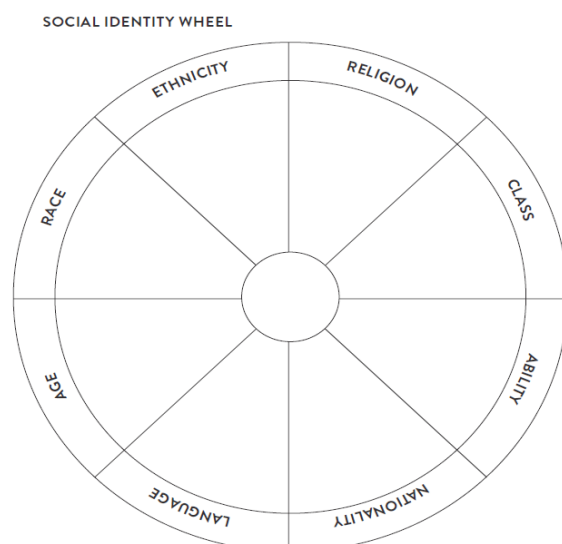 SOCIAL IDENTITY WHEEL
ETHNICITY
RELIGION
CLASS
ABILITY
NATIONALITY
LANGUAGE
AGE
RACE